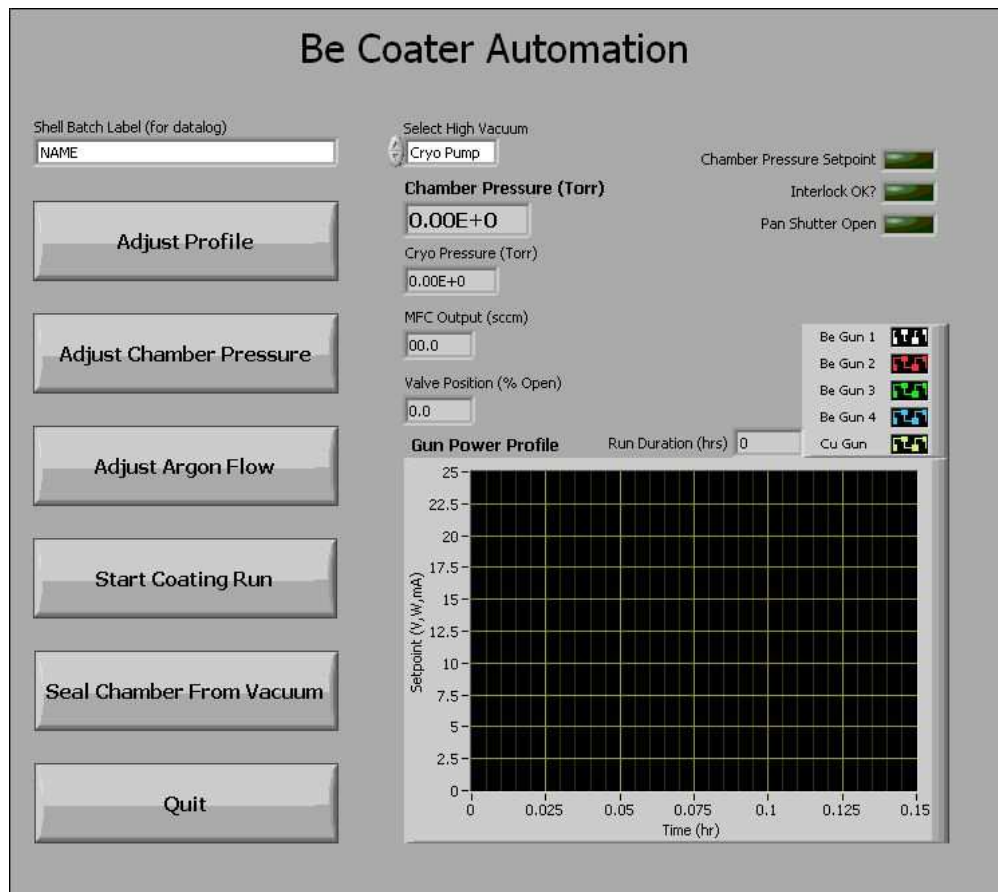 Be Coater Automation
Shell Batch Label (for datalog)
NAME
Adjust Profile
Adjust Chamber Pressure
Adjust Argon Flow
Start Coating Run
Seal Chamber From Vacuum
Quit
Select High Vacuum
Cryo Pump
Chamber Pressure (Torr)
0.00E+0
Cryo Pressure (Torr)
0.00E+0
MFC Output (sccm)
00.0
Valve Position (% Open)
0.0
Chamber Pressure Setpoint
Interlock OK?
Pan Shutter Open
Be Gun 1
Be Gun 2
Be Gun 3
Be Gun 4
Cu Gun
Gun Power Profile
Run Duration (hrs) 0
Setpoint (V,W,mA)
25
22.5
20
17.5
15
12.5
10
7.5
5
2.5
0
0 0.025 0.05 0.075 0.1 0.125 0.15
Time (hr)